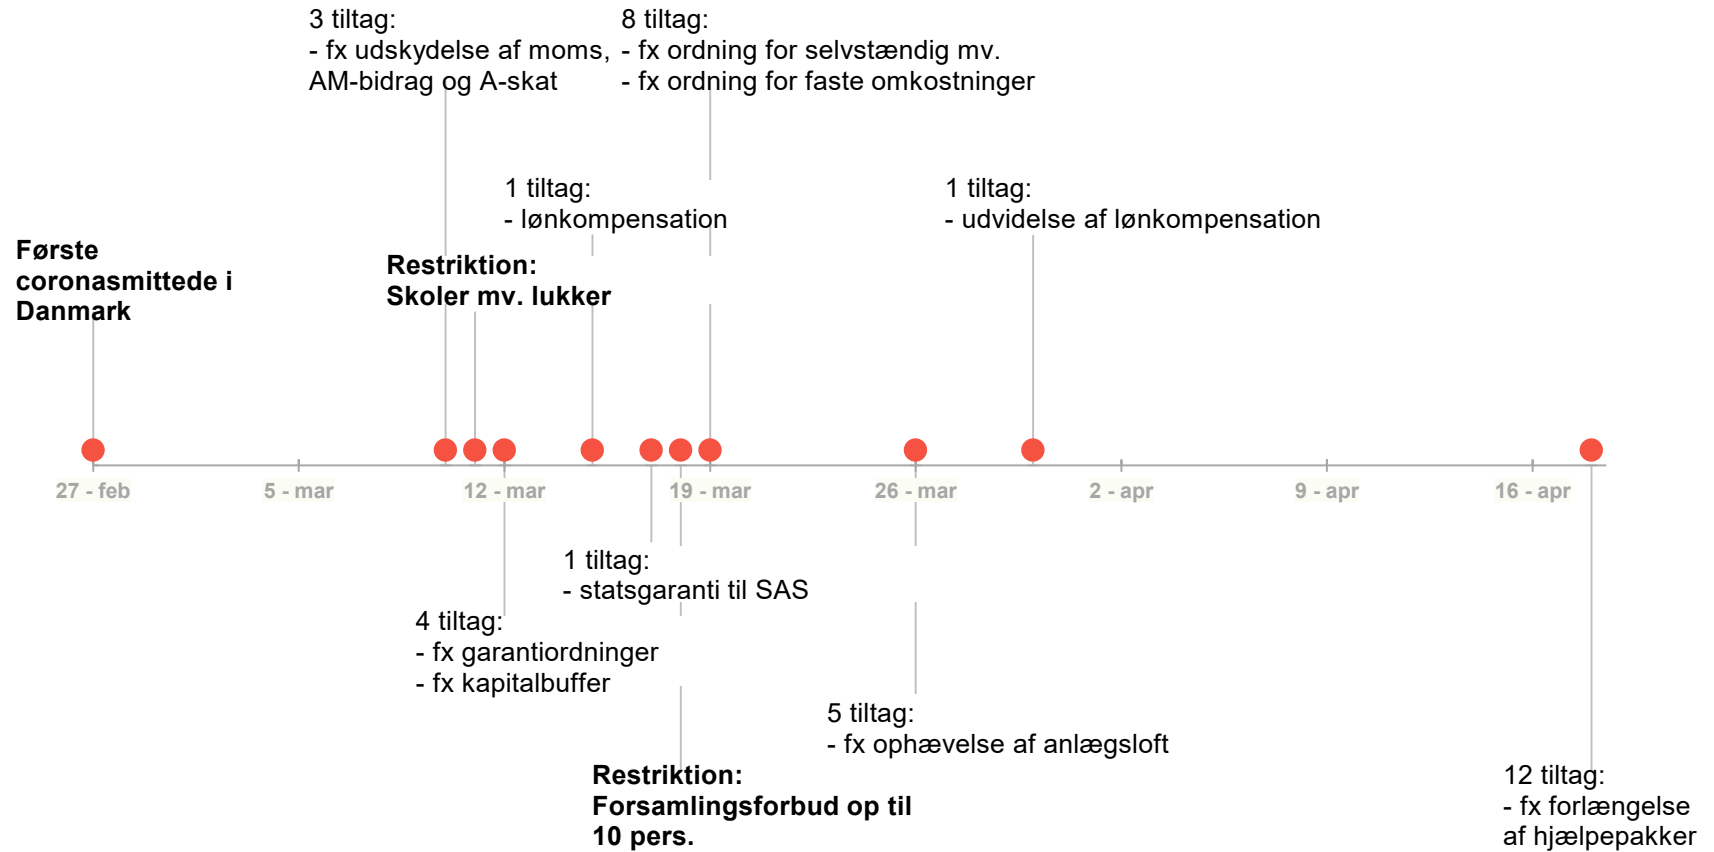 3 tiltag:
- fx udskydelse af moms,
AM-bidrag og A-skat
8 tiltag:
- fx ordning for selvstændig mv.
- fx ordning for faste omkostninger
1 tiltag:
- lønkompensation
1 tiltag:
- udvidelse af lønkompensation
Første
coronasmittede i
Danmark
Restriktion:
Skoler mv. lukker
27 - feb
5 - mar
12 - mar
19 - mar
26 - mar
2 - apr
9 - apr
16 - apr
1 tiltag:
- statsgaranti til SAS
4 tiltag:
- fx garantiordninger
- fx kapitalbuffer
5 tiltag:
- fx ophævelse af anlægsloft
Restriktion:
Forsamlingsforbud op til
10 pers.
12 tiltag:
- fx forlængelse
af hjælpepakker